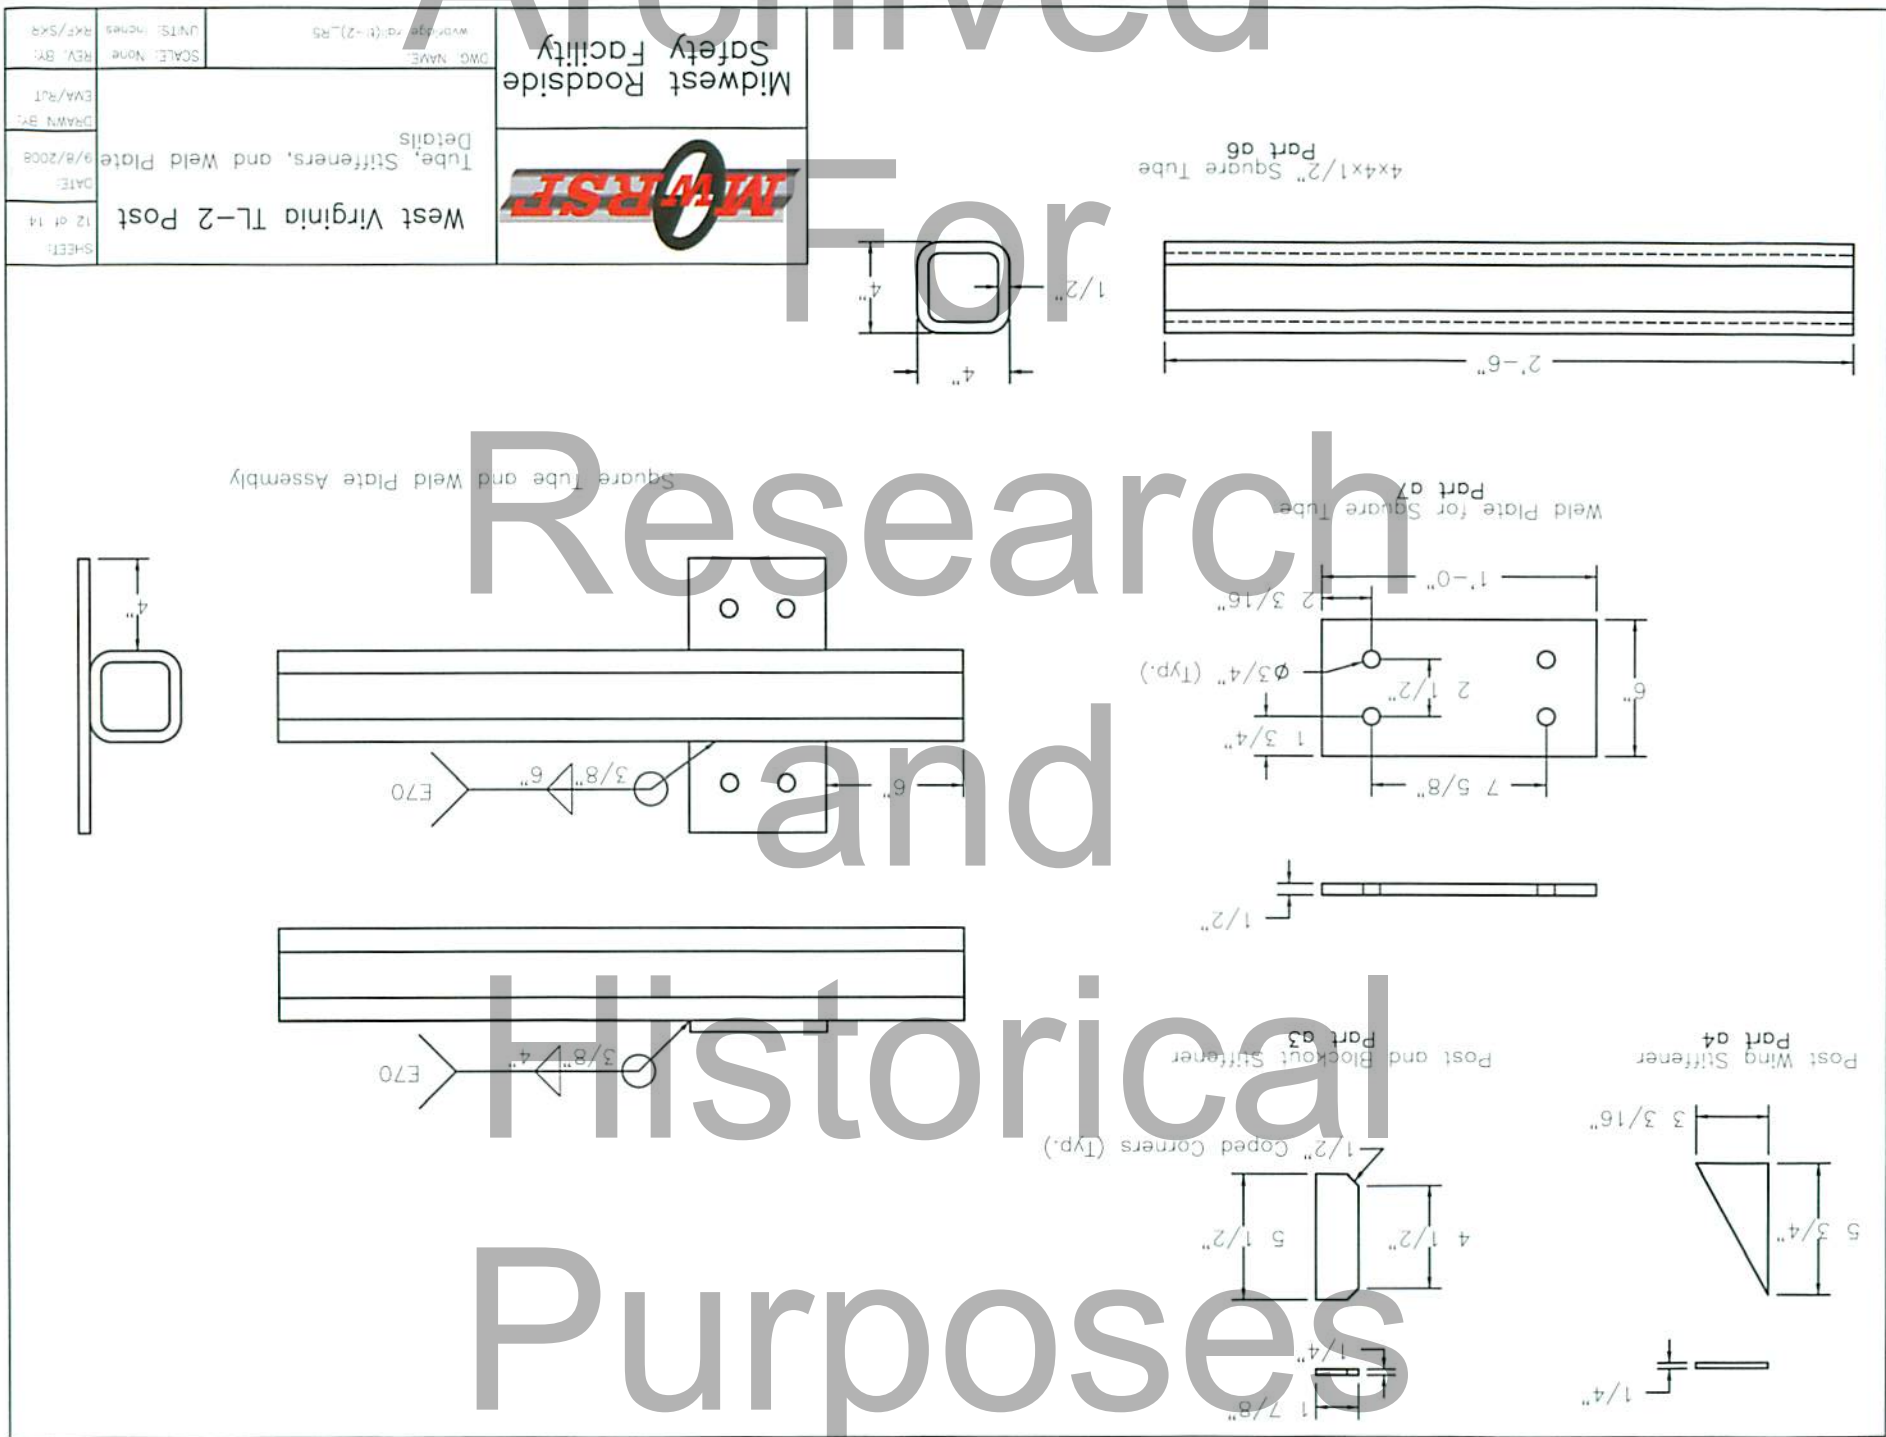 Archived
For
Research
and
Historical
Purposes
1/4"
5 3/4"
3 3/16"
Post Wing Stiffener
Part a4
1 7/8"
1/4"
4 1/2"
5 1/2"
1/2" Coped Corners (Typ.)
Post and Blockout Stiffener
Part a3
1/2"
7 5/8"
1 3/4"
6"
2 1/2"
Ø3/4" (Typ.)
2 3/16"
1'-0"
Weld Plate for Square Tube
Part a7
2'-6"
4"
1/2"
4"
4x4x1/2" Square Tube
Part a6
3/8" 4"
E70
6"
3/8" 6"
E70
4"
Square Tube and Weld Plate Assembly
MwRSF
Midwest Roadside
Safety Facility
West Virginia TL-2 Post
Tube, Stiffeners, and Weld Plate
Details
SHEET:
12 of 14
DATE:
9/8/2008
DRAWN BY:
EMA/RJT
DWG. NAME:
wvbridge rail(tl-2)_R5
SCALE: None
UNITS: Inches
REV. BY:
RKF/SKR